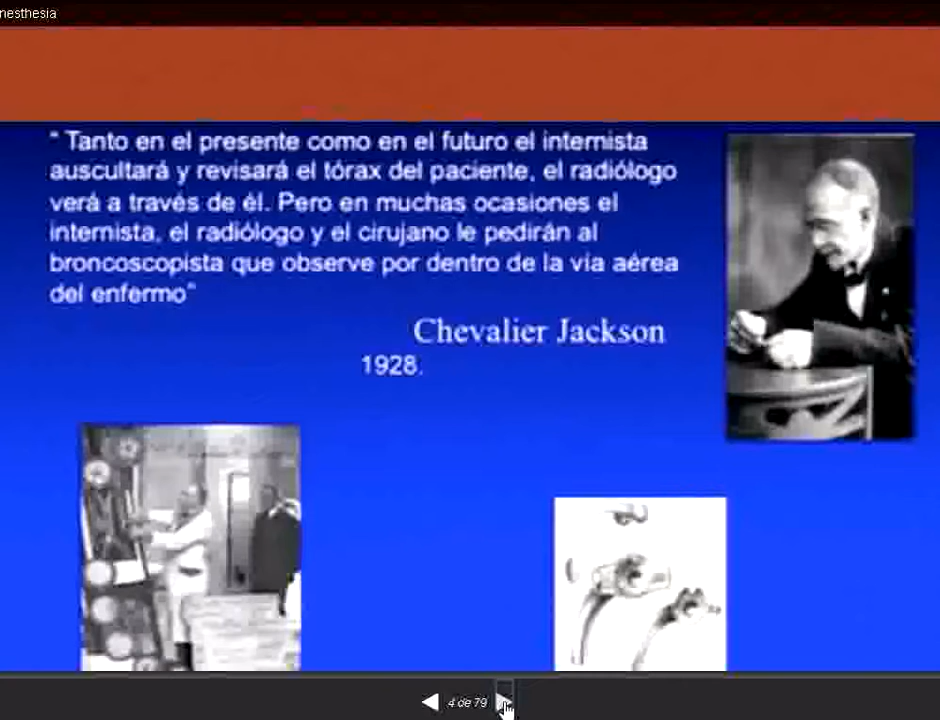 nesthesia
“ Tanto en el presente como en el futuro el internista
auscultará y revisará el tórax del paciente, el radiólogo
verá a través de él. Pero en muchas ocasiones el
internista, el radiólogo y el cirujano le pedirán al
broncoscopista que observe por dentro de la vía aérea
del enfermo”
Chevalier Jackson
1928.
4 de 79